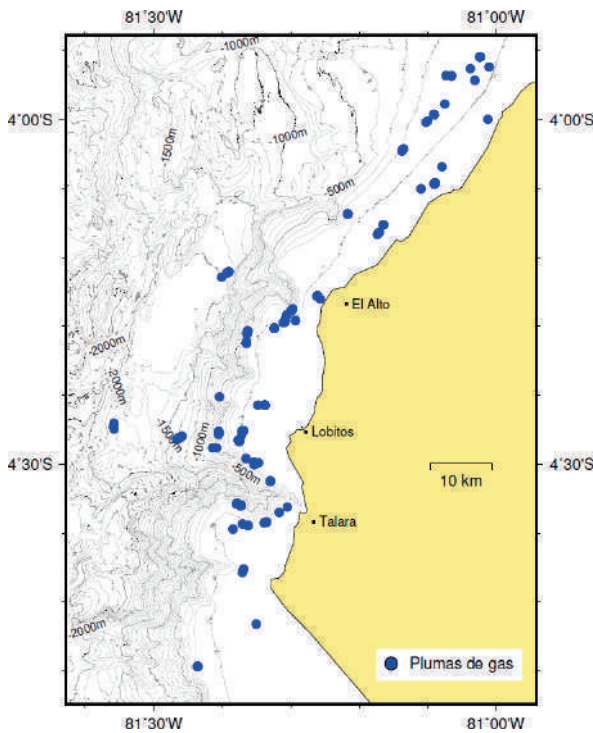 81˚30'W 81˚00'W
-1000m
4˚00'S 4˚00'S
-1500m
-1000m
-500m
El Alto
-2000m
2000m
-1500m
-1000m
Lobitos
4˚30'S 4˚30'S
-500m
10 km
Talara
-2000m
Plumas de gas
81˚30'W 81˚00'W